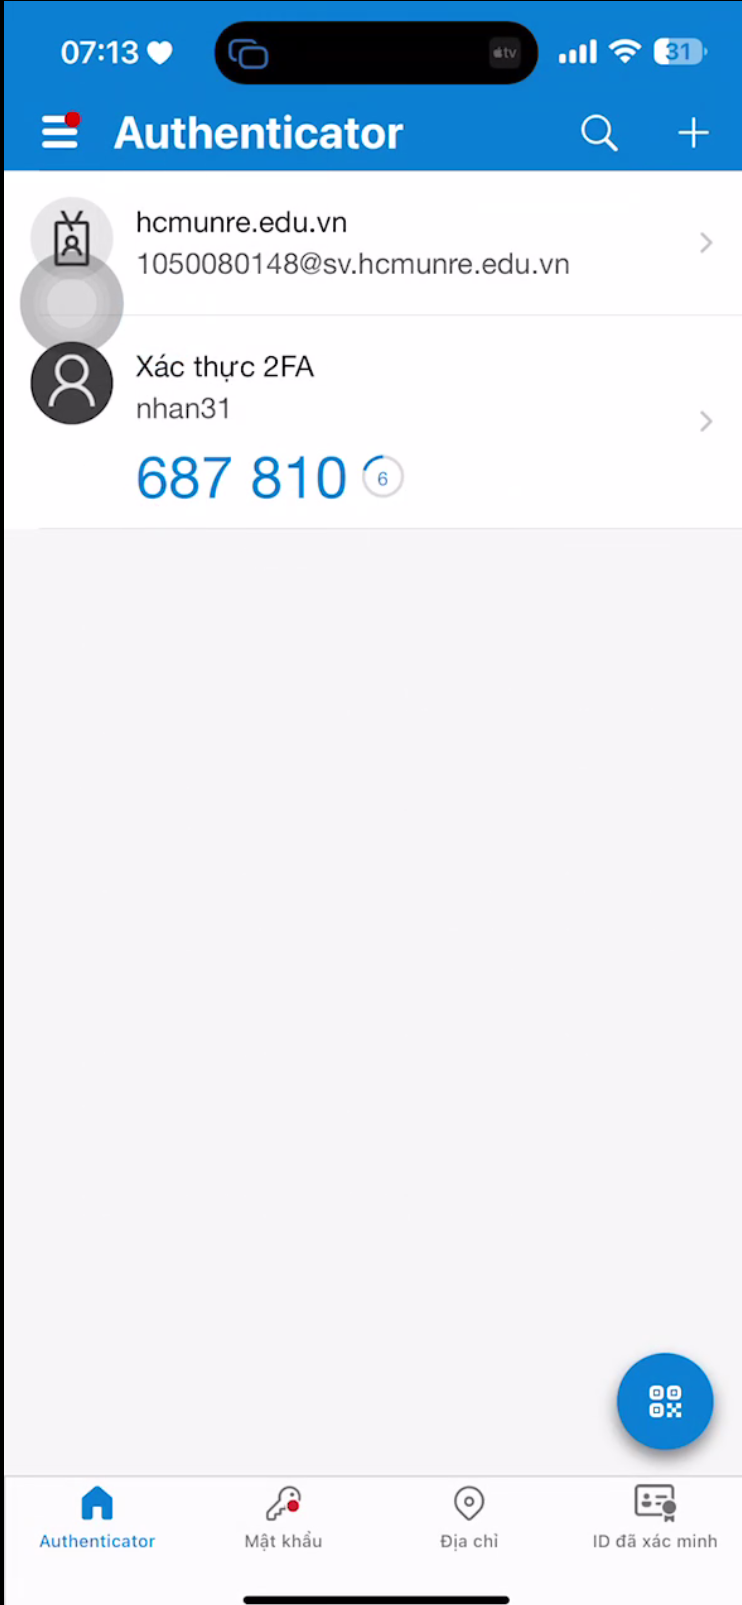 07:13
tv
31
Authenticator
hcmunre.edu.vn
1050080148@sv.hcmunre.edu.vn
Xác thực 2FA
nhan31
687 810
6
Authenticator
Mật khẩu
Địa chỉ
ID đã xác minh